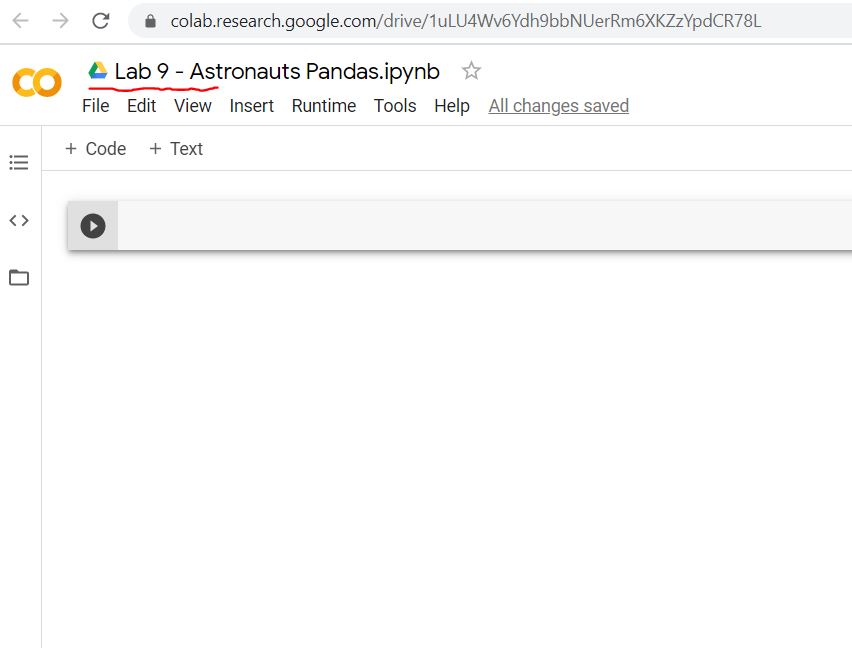 colab.research.google.com/drive/1uLU4Wv6Ydh9bbNUerRm6XKZzYpdCR78L
Lab 9 - Astronauts Pandas.ipynb
File Edit View Insert Runtime Tools Help All changes saved
+ Code + Text